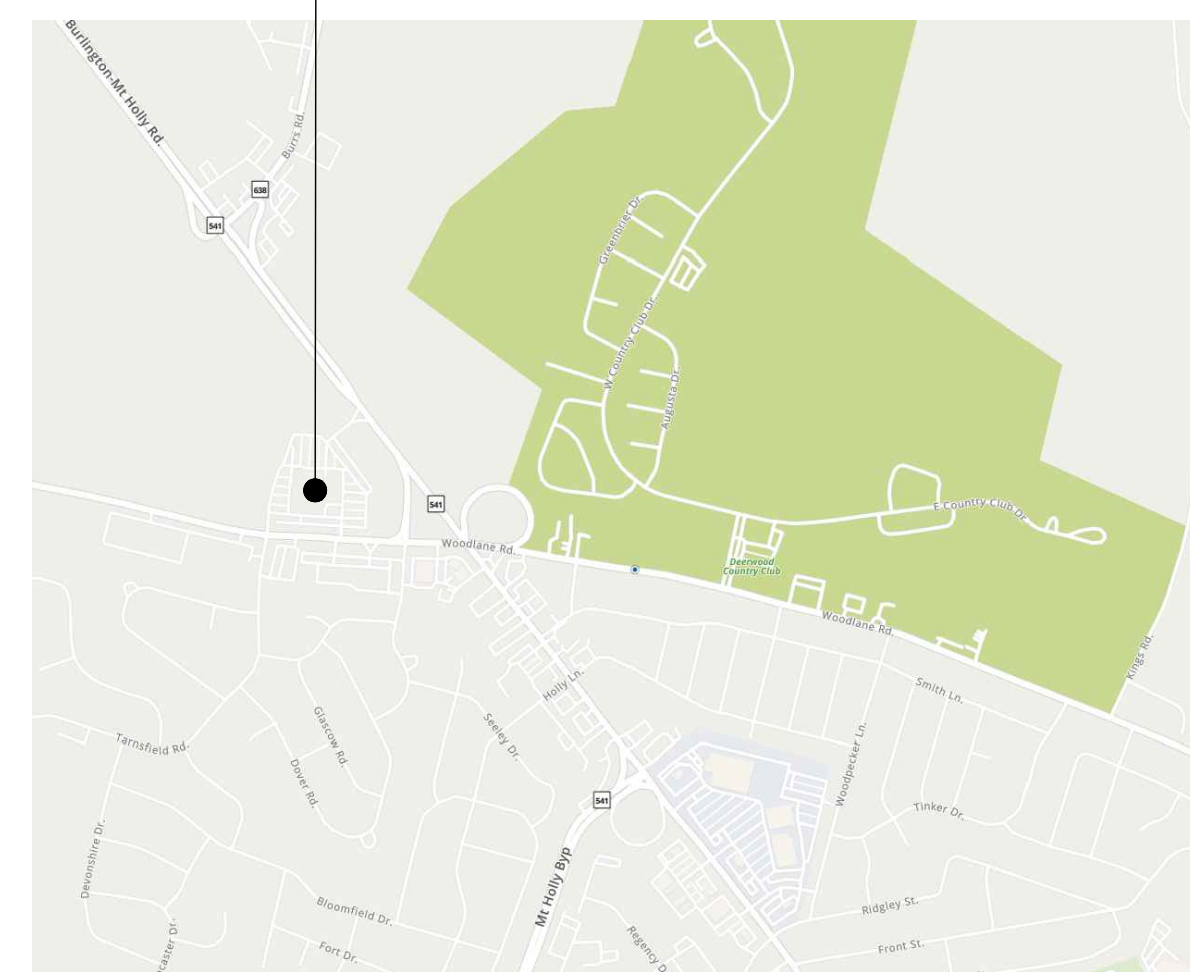 Burlington-Mt Holly Rd.
Burrs Rd.
638
541
Greenbrier Dr.
W Country Club Dr.
Augusta Dr.
541
E Country Club Dr.
Woodlane Rd.
Deerwood
Country Club
Woodlane Rd.
Kings Rd.
Smith Ln.
Holly Ln.
Seeley Dr.
Glascow Rd.
Tarnsfield Rd.
Dover Rd.
Woodpecker Ln.
541
Tinker Dr.
Devonshire Dr.
Mt Holly Byp
Bloomfield Dr.
Ridgley St.
caster Dr.
Fort Dr.
Regency D
Front St.